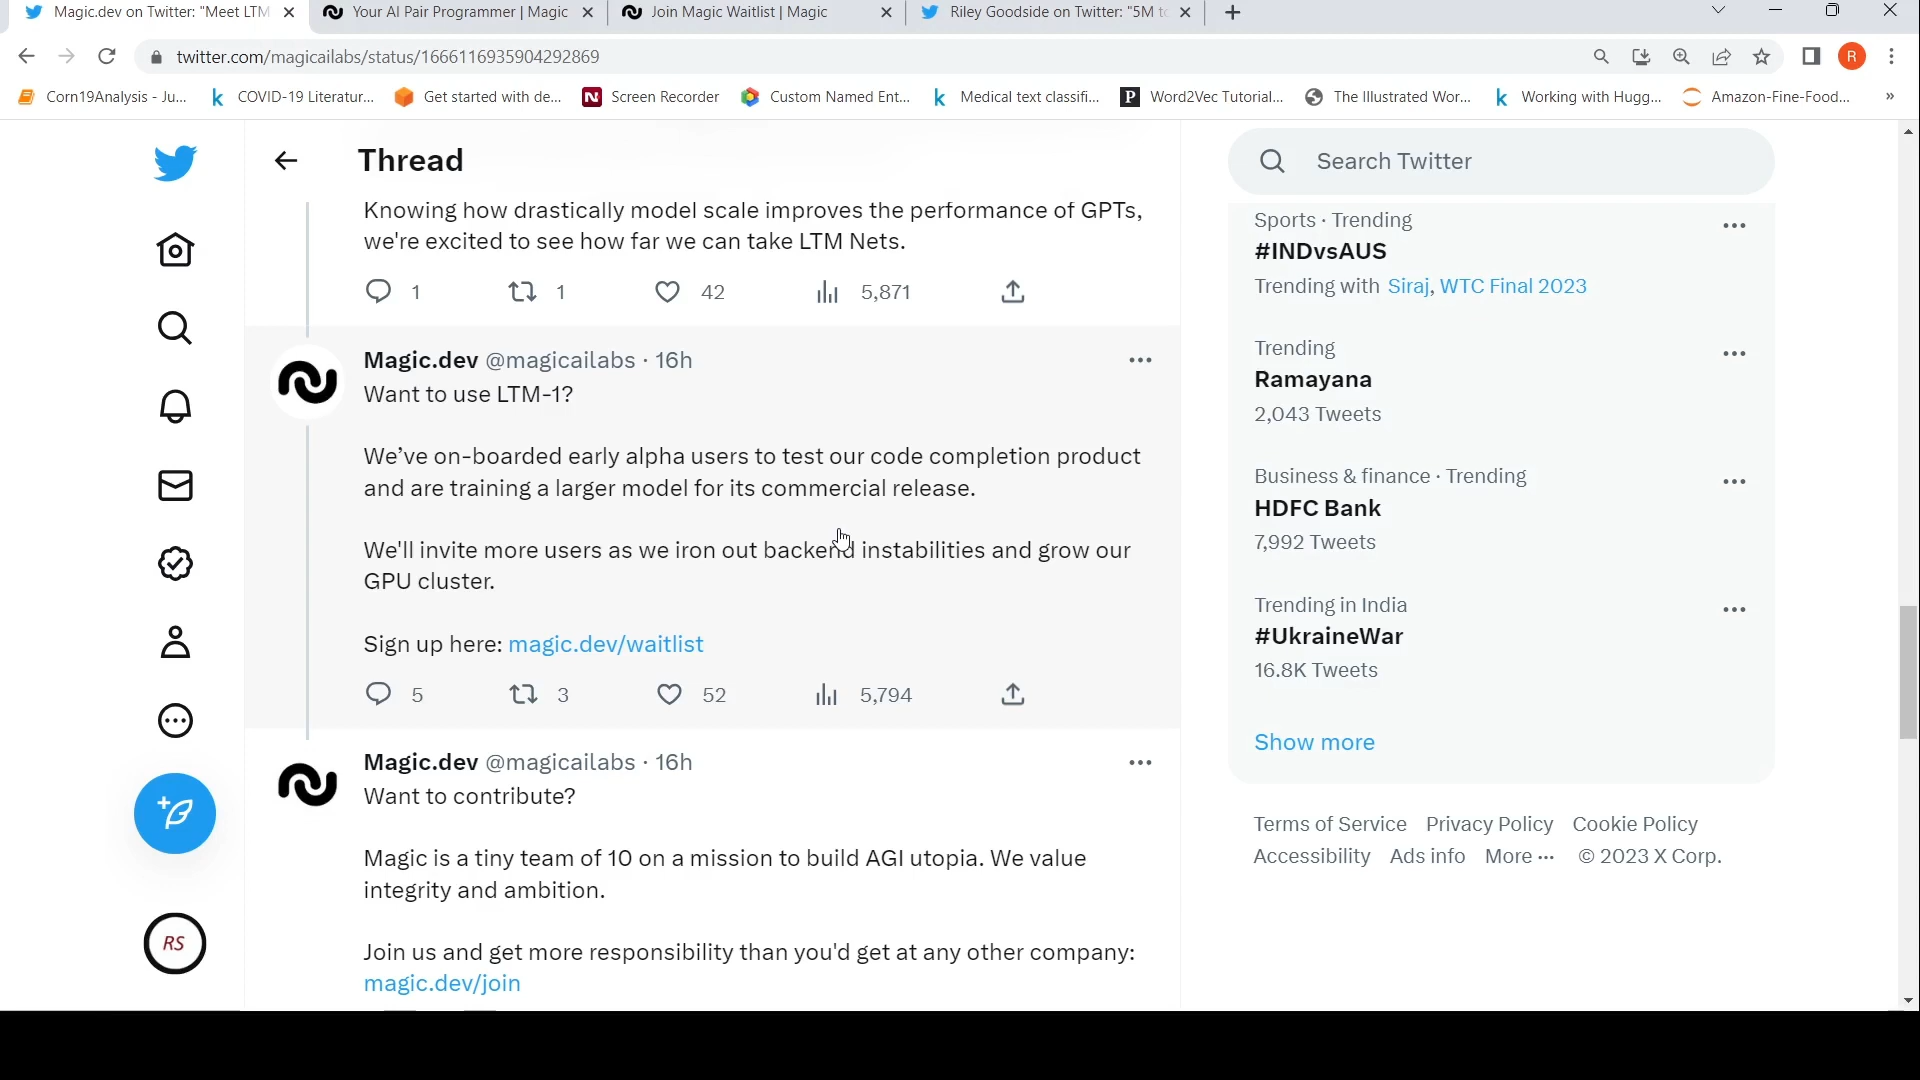 Magic.dev on Twitter: "Meet LTM
Your AI Pair Programmer | Magic
Join Magic Waitlist | Magic
Riley Goodside on Twitter: "5M to
twitter.com/magicailabs/status/1666116935904292869
R
Corn19Analysis - Ju...
COVID-19 Literatur...
Get started with de...
N
Screen Recorder
Custom Named Ent...
Medical text classifi...
P
Word2Vec Tutorial...
The Illustrated Wor...
Working with Hugg...
Amazon-Fine-Food...
»
Thread
Knowing how drastically model scale improves the performance of GPTs,
we're excited to see how far we can take LTM Nets.
1 1 42 5,871
Magic.dev @magicailabs · 16h
Want to use LTM-1?
We’ve on-boarded early alpha users to test our code completion product
and are training a larger model for its commercial release.
We'll invite more users as we iron out backend instabilities and grow our
GPU cluster.
Sign up here: magic.dev/waitlist
5 3 52 5,794
Magic.dev @magicailabs · 16h
Want to contribute?
Magic is a tiny team of 10 on a mission to build AGI utopia. We value
integrity and ambition.
Join us and get more responsibility than you'd get at any other company:
magic.dev/join
RS
Search Twitter
Sports · Trending
#INDvsAUS
Trending with Siraj, WTC Final 2023
Trending
Ramayana
2,043 Tweets
Business & finance · Trending
HDFC Bank
7,992 Tweets
Trending in India
#UkraineWar
16.8K Tweets
Show more
Terms of Service Privacy Policy Cookie Policy
Accessibility Ads info More ··· © 2023 X Corp.